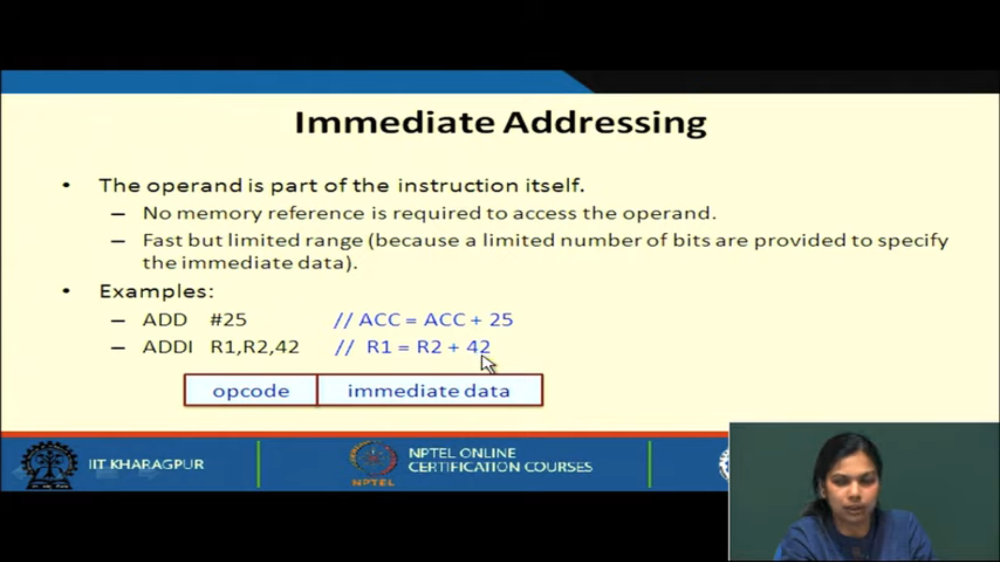 Immediate Addressing
• The operand is part of the instruction itself.
– No memory reference is required to access the operand.
– Fast but limited range (because a limited number of bits are provided to specify
the immediate data).
• Examples:
– ADD #25 // ACC = ACC + 25
– ADDI R1,R2,42 // R1 = R2 + 42
opcode immediate data
IIT KHARAGPUR
NPTEL
NPTEL ONLINE
CERTIFICATION COURSES